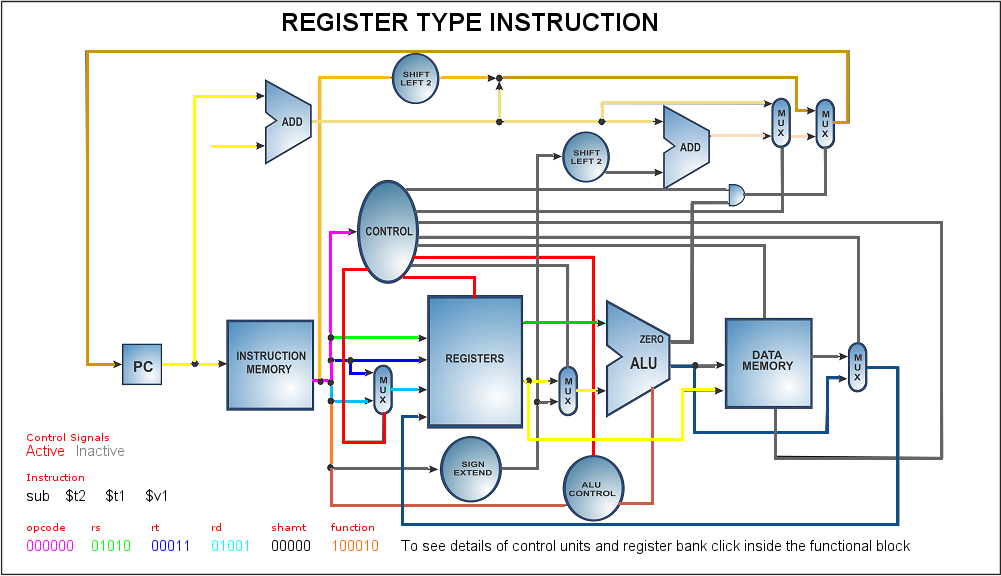 REGISTER TYPE INSTRUCTION
SHIFT
LEFT 2
ADD
MUX
MUX
SHIFT
LEFT 2
ADD
CONTROL
PC
INSTRUCTION
MEMORY
MUX
REGISTERS
MUX
ZERO
ALU
DATA
MEMORY
MUX
SIGN
EXTEND
ALU
CONTROL
Control Signals
Active Inactive
Instruction
sub $t2 $t1 $v1
opcode rs rt rd shamt function
000000 01010 00011 01001 00000 100010
To see details of control units and register bank click inside the functional block